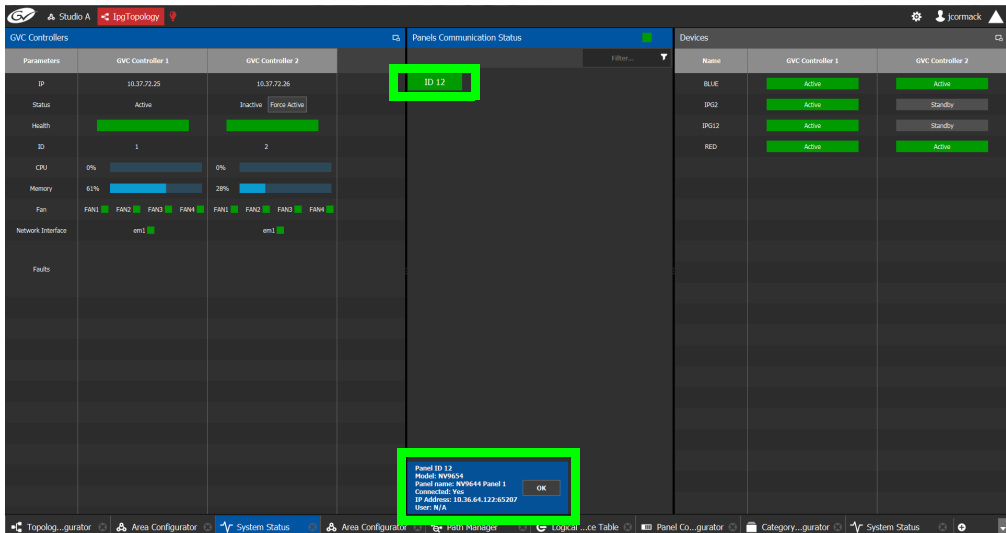 Studio A IpgTopology jcormack
GVC Controllers
Parameters GVC Controller 1 GVC Controller 2
IP 10.37.72.25 10.37.72.26
Status Active Inactive Force Active
Health
ID 1 2
CPU 0% 0%
Memory 61% 28%
Fan FAN1 FAN2 FAN3 FAN4 FAN1 FAN2 FAN3 FAN4
Network Interface em1 em1
Faults
Panels Communication Status
Filter...
ID 12
Panel ID 12
Model: NV9654
Panel name: NV9644 Panel 1
Connected: Yes
IP Address: 10.36.64.122:65207
User: N/A
OK
Devices
Name GVC Controller 1 GVC Controller 2
BLUE Active Active
IPG2 Active Standby
IPG12 Active Standby
RED Active Active
Topolog...gurator Area Configurator System Status Area Configurator Path Manager Logical ...ce Table Panel Co...gurator Category...gurator System Status